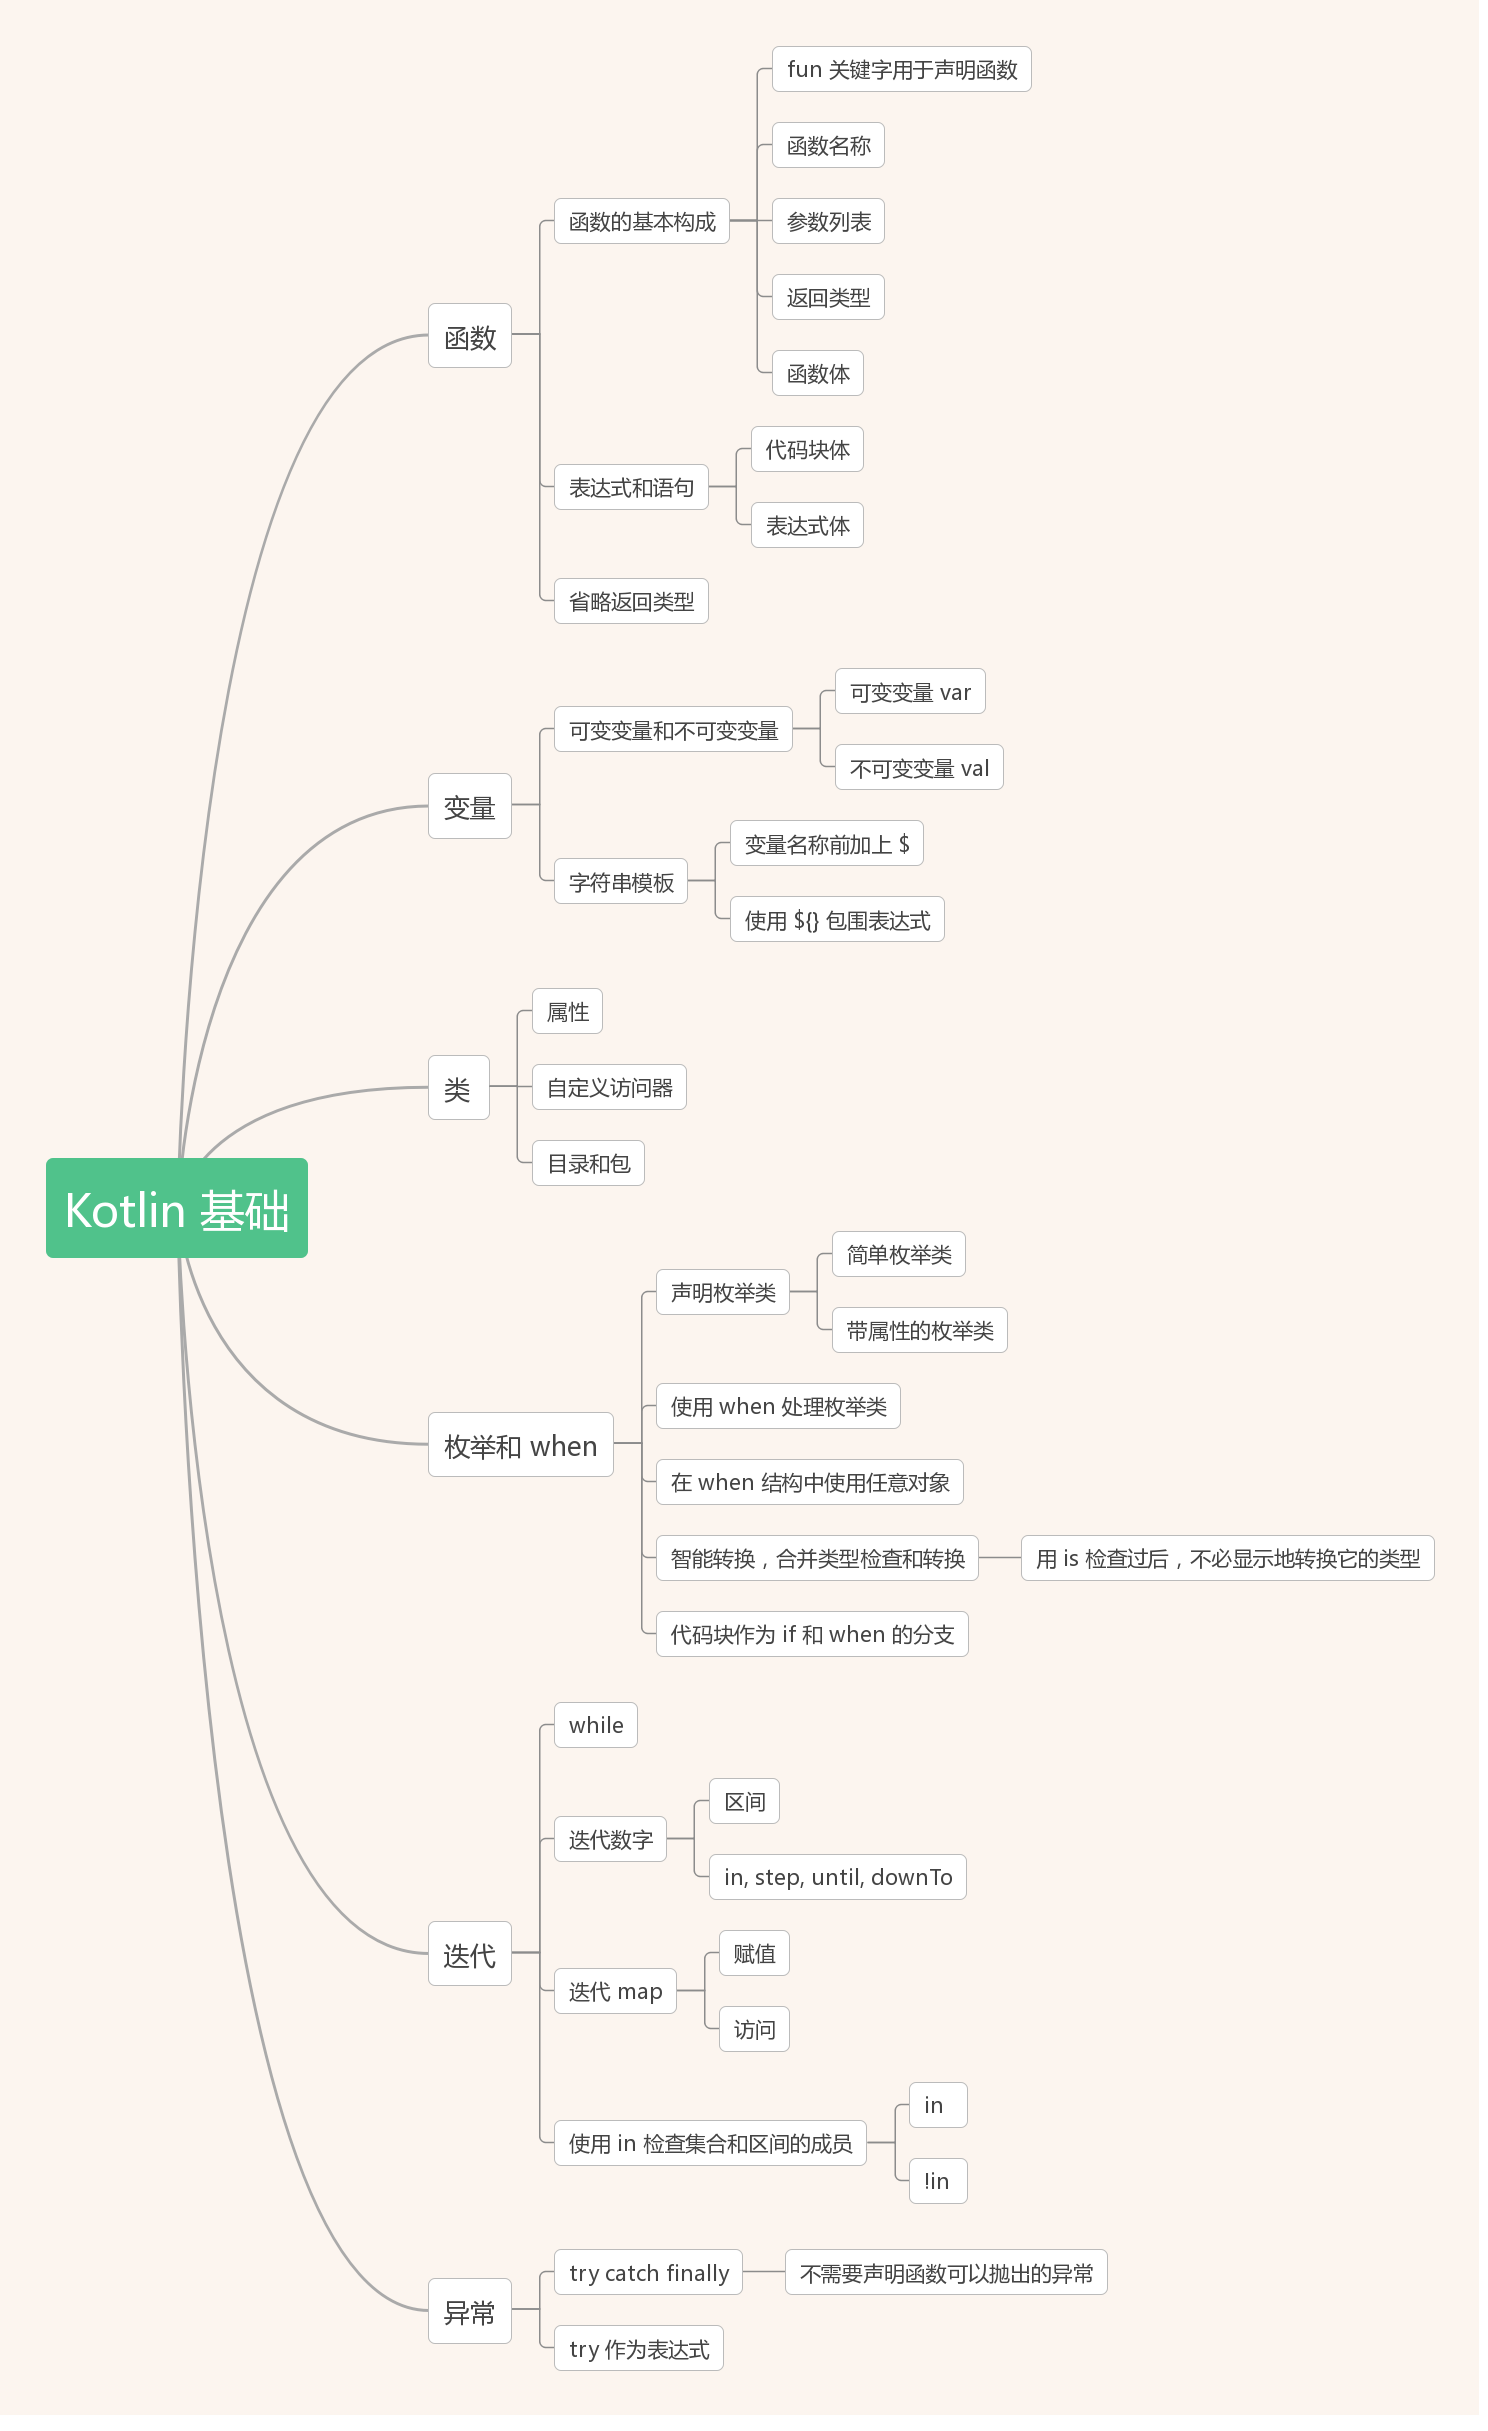 Kotlin 基础
函数
函数的基本构成
fun 关键字用于声明函数
函数名称
参数列表
返回类型
函数体
表达式和语句
代码块体
表达式体
省略返回类型
变量
可变变量和不可变变量
可变变量 var
不可变变量 val
字符串模板
变量名称前加上 $
使用 ${} 包围表达式
类
属性
自定义访问器
目录和包
枚举和 when
声明枚举类
简单枚举类
带属性的枚举类
使用 when 处理枚举类
在 when 结构中使用任意对象
智能转换，合并类型检查和转换
用 is 检查过后，不必显示地转换它的类型
代码块作为 if 和 when 的分支
迭代
while
迭代数字
区间
in, step, until, downTo
迭代 map
赋值
访问
使用 in 检查集合和区间的成员
in
!in
异常
try catch finally
不需要声明函数可以抛出的异常
try 作为表达式